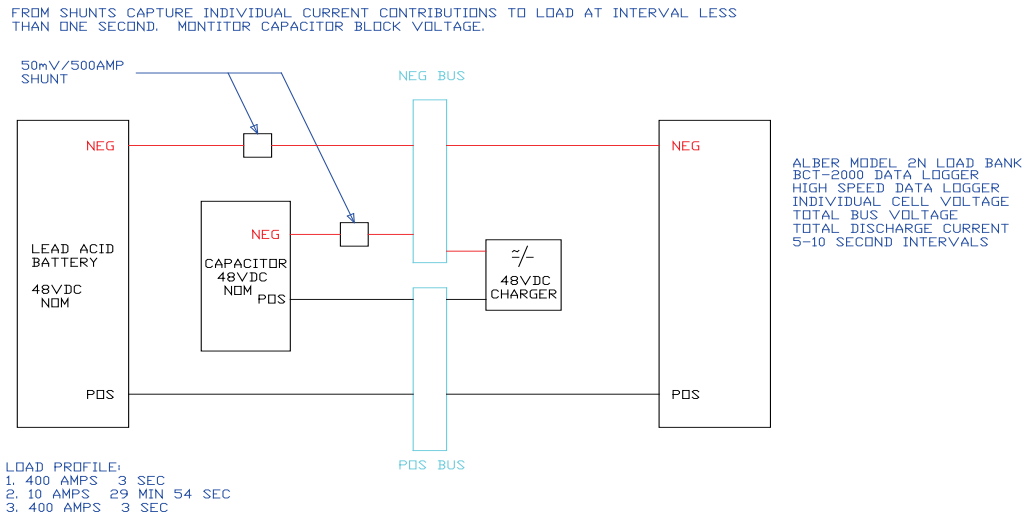 FROM SHUNTS CAPTURE INDIVIDUAL CURRENT CONTRIBUTIONS TO LOAD AT INTERVAL LESS
THAN ONE SECOND. MONTITOR CAPACITOR BLOCK VOLTAGE.
50mV/500AMP
SHUNT
NEG BUS
NEG
NEG
ALBER MODEL 2N LOAD BANK
BCT-2000 DATA LOGGER
HIGH SPEED DATA LOGGER
INDIVIDUAL CELL VOLTAGE
TOTAL BUS VOLTAGE
TOTAL DISCHARGE CURRENT
5-10 SECOND INTERVALS
LEAD ACID
BATTERY
48VDC
NOM
NEG
CAPACITOR
48VDC
NOM
POS
≈/-
48VDC
CHARGER
POS
POS
POS BUS
LOAD PROFILE:
1. 400 AMPS 3 SEC
2. 10 AMPS 29 MIN 54 SEC
3. 400 AMPS 3 SEC